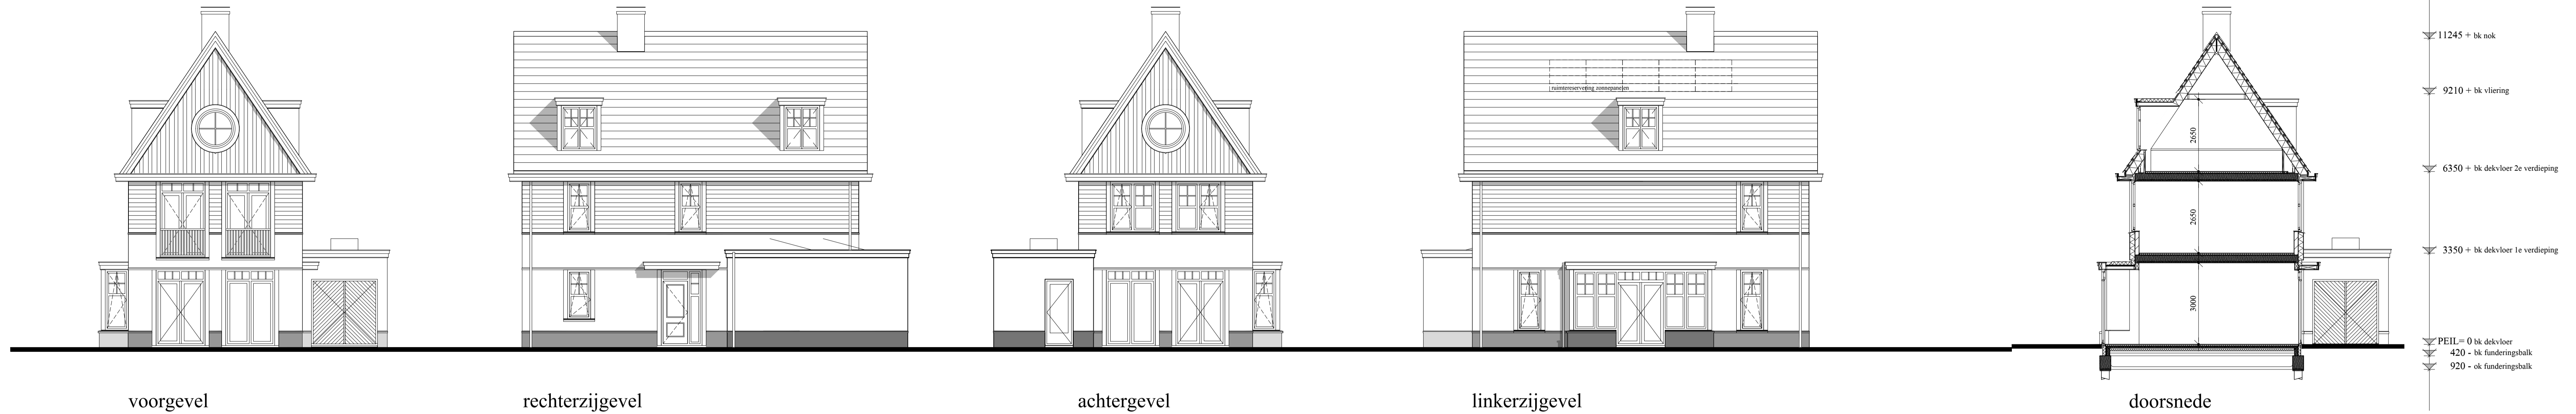 voorgevel
rechterzijgevel
achtergevel
ruimtereservering zonnepanelen
linkerzijgevel
2650
2650
3000
doorsnede
11245 + bk nok
9210 + bk vliering
6350 + bk dekvloer 2e verdieping
3350 + bk dekvloer 1e verdieping
PEIL= 0 bk dekvloer
420 - bk funderingsbalk
920 - ok funderingsbalk